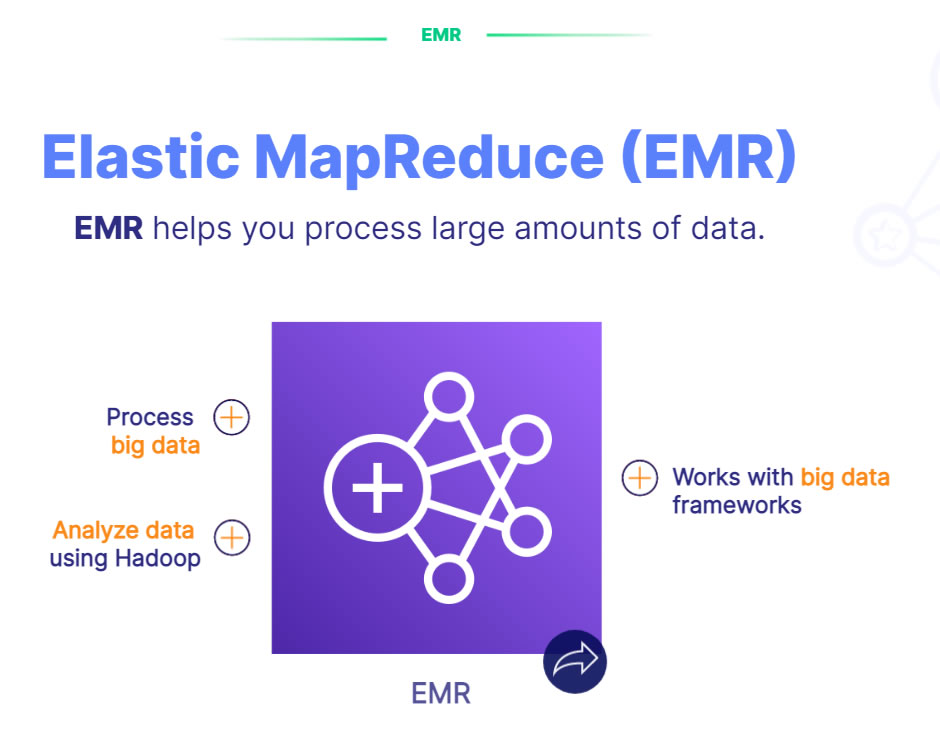 EMR
Elastic MapReduce (EMR)
EMR helps you process large amounts of data.
Process
big data
Analyze data
using Hadoop
Works with big data
frameworks
EMR